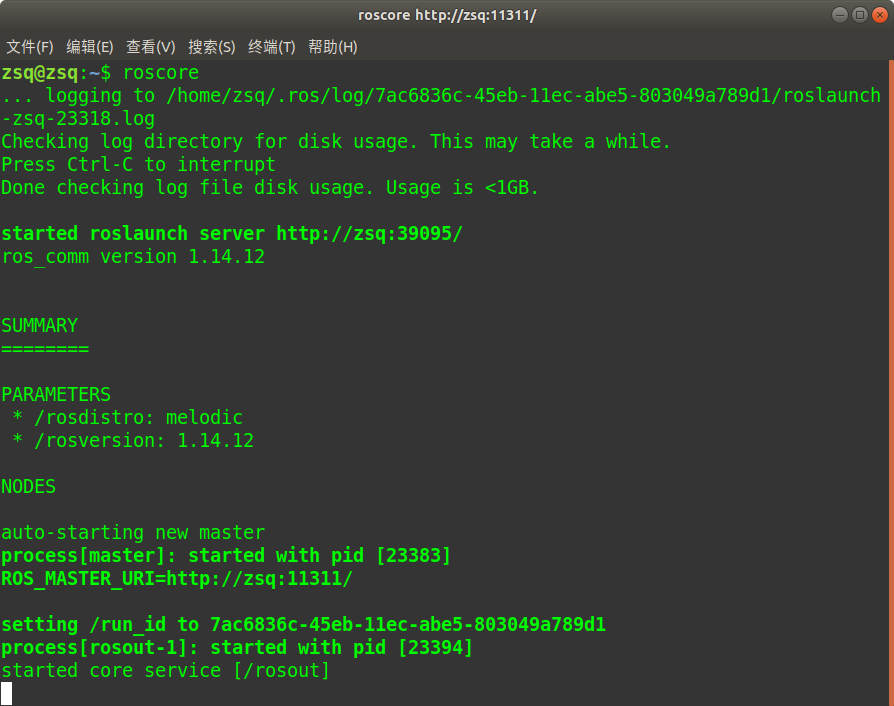 roscore http://zsq:11311/
文件(F) 编辑(E) 查看(V) 搜索(S) 终端(T) 帮助(H)
zsq@zsq:~$ roscore
... logging to /home/zsq/.ros/log/7ac6836c-45eb-11ec-abe5-803049a789d1/roslaunch
-zsq-23318.log
Checking log directory for disk usage. This may take a while.
Press Ctrl-C to interrupt
Done checking log file disk usage. Usage is <1GB.
started roslaunch server http://zsq:39095/
ros_comm version 1.14.12
SUMMARY
========
PARAMETERS
 * /rosdistro: melodic
 * /rosversion: 1.14.12
NODES
auto-starting new master
process[master]: started with pid [23383]
ROS_MASTER_URI=http://zsq:11311/
setting /run_id to 7ac6836c-45eb-11ec-abe5-803049a789d1
process[rosout-1]: started with pid [23394]
started core service [/rosout]